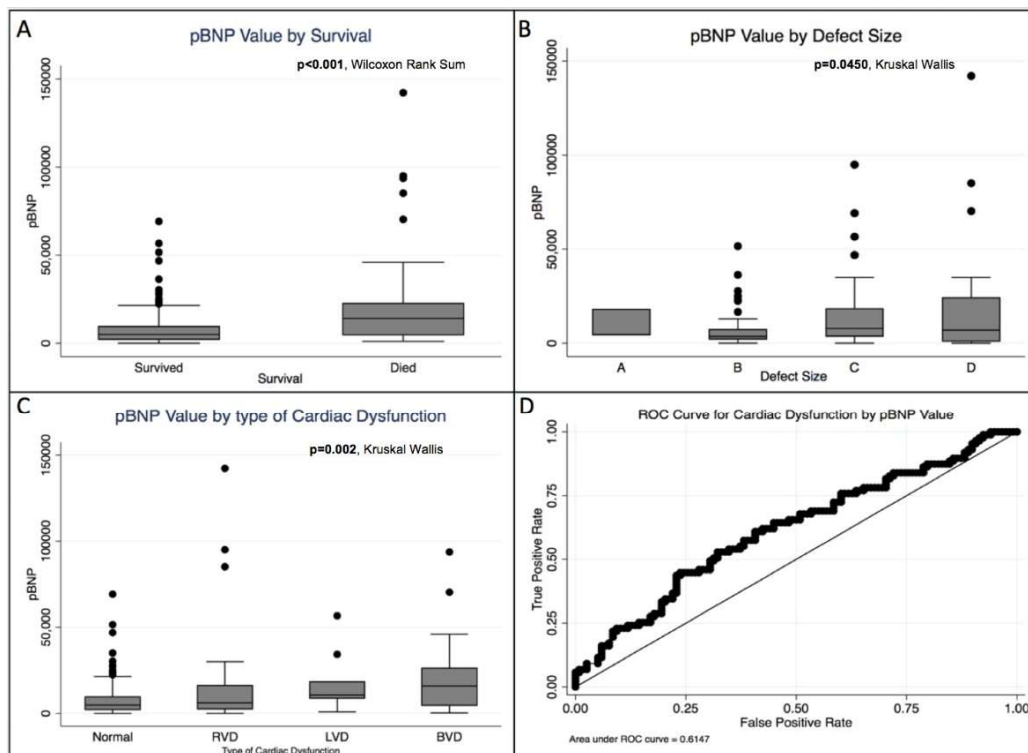 A
pBNP Value by Survival
p<0.001, Wilcoxon Rank Sum
150000
100000
50,000
0
pBNP
Survived
Died
Survival
B
pBNP Value by Defect Size
p=0.0450, Kruskal Wallis
150000
100000
50,000
0
pBNP
A
B
C
D
Defect Size
C
pBNP Value by type of Cardiac Dysfunction
p=0.002, Kruskal Wallis
150000
100000
50,000
0
pBNP
Normal
RVD
LVD
BVD
Type of Cardiac Dysfunction
D
ROC Curve for Cardiac Dysfunction by pBNP Value
1.00
0.75
0.50
0.25
0.00
True Positive Rate
0.00
0.25
0.50
0.75
1.00
False Positive Rate
Area under ROC curve = 0.6147